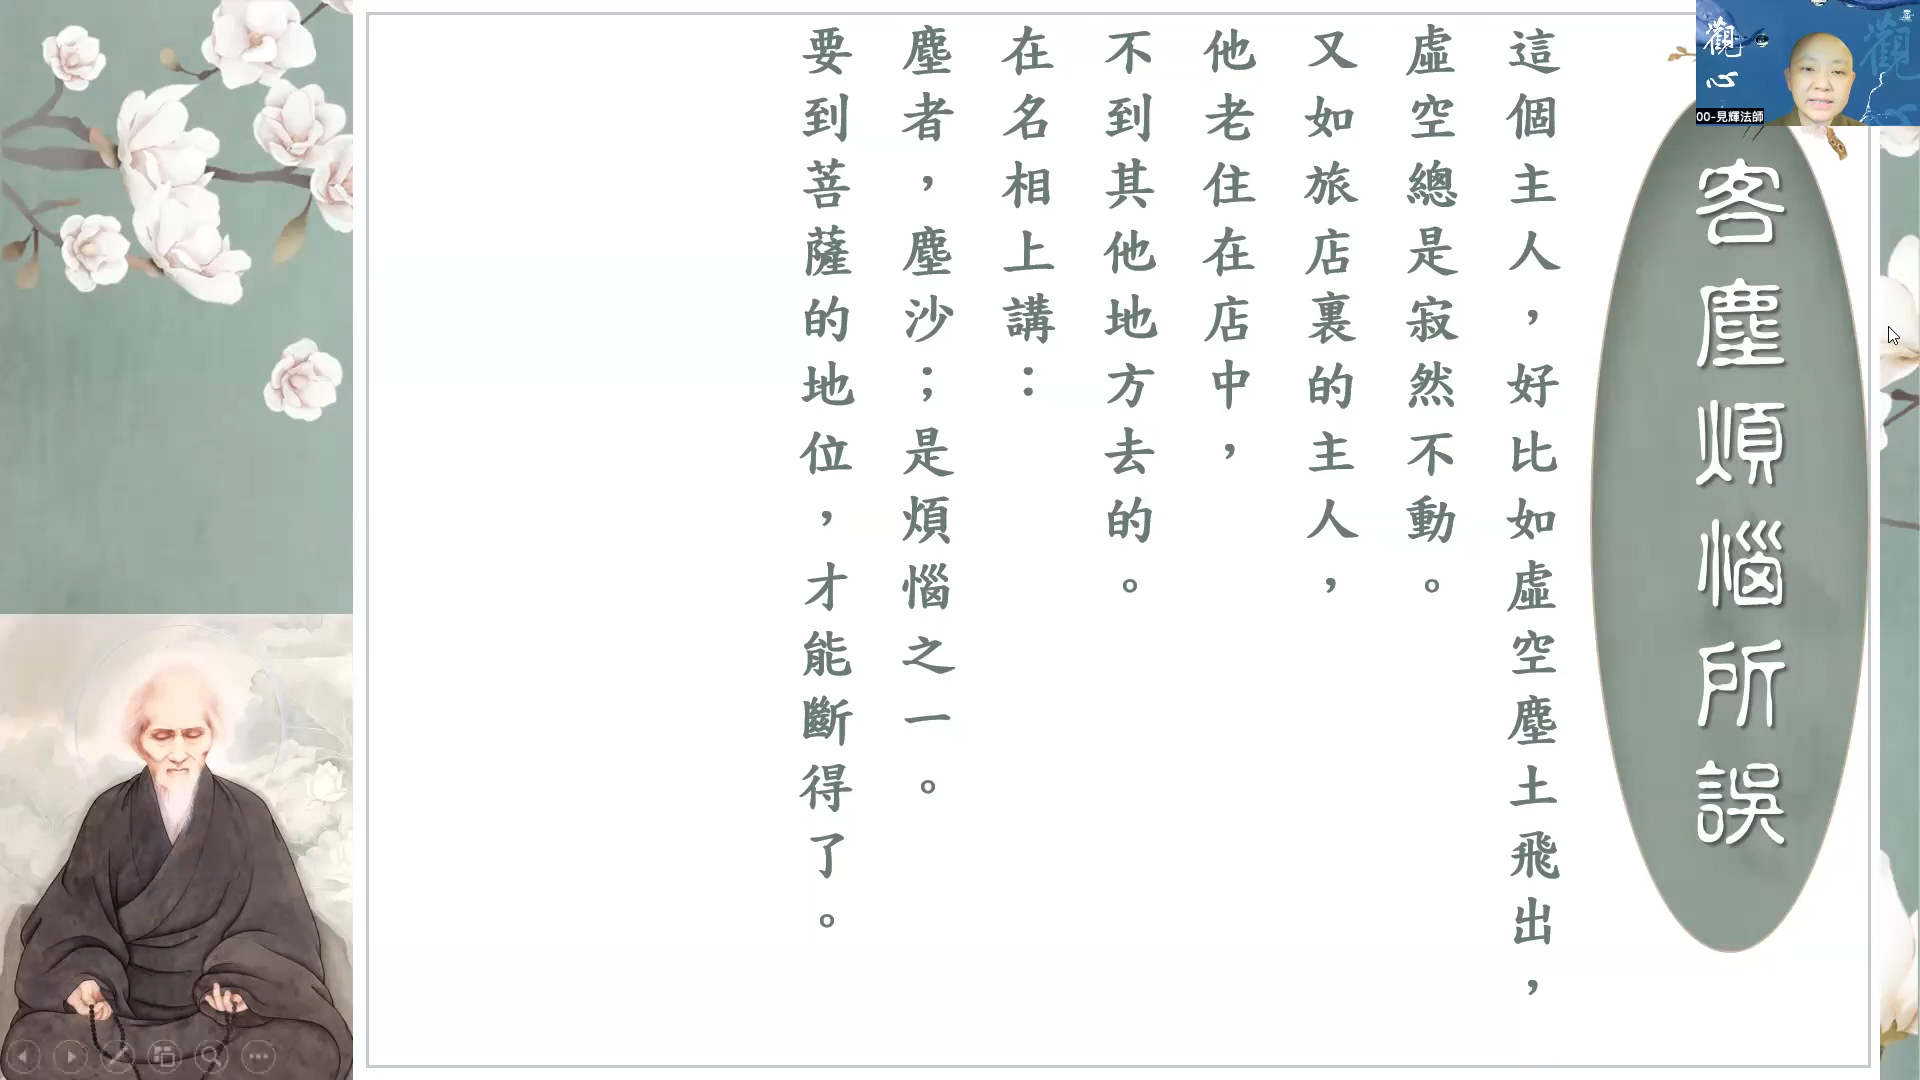 客塵煩惱所誤
這個主人，好比如虛空塵土飛出，
虛空總是寂然不動。
又如旅店裏的主人，
他老住在店中，
不到其他地方去的。
在名相上講：
塵者，塵沙；是煩惱之一。
要到菩薩的地位，才能斷得了。
觀心
00-見輝法師